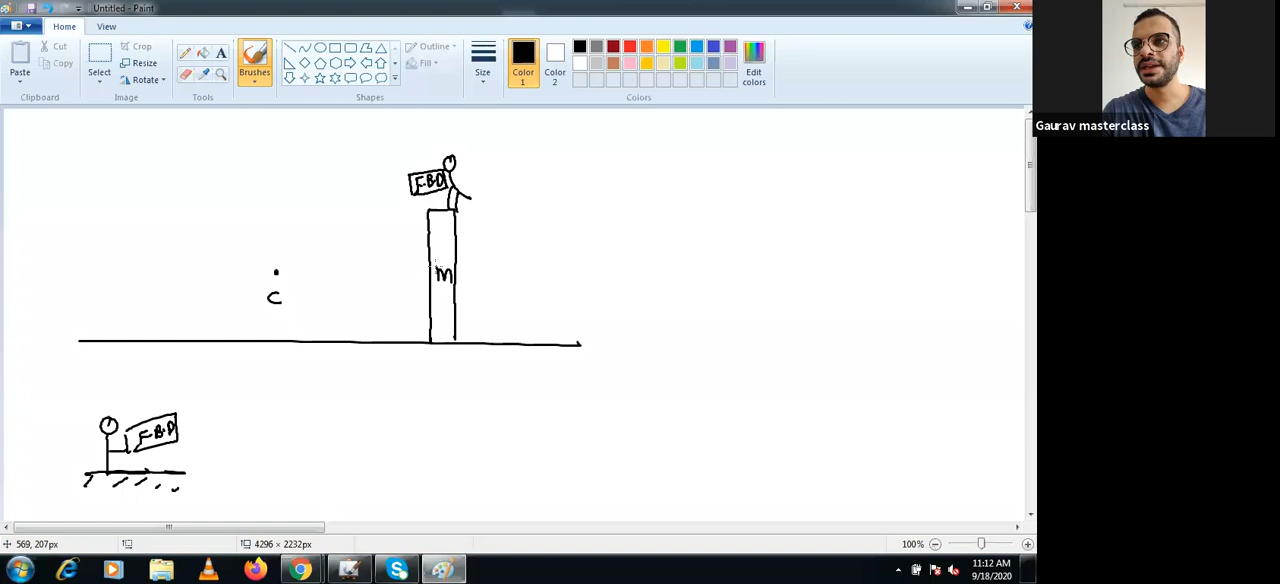 Untitled - Paint
Home View
Paste
Cut
Copy
Clipboard
Select
Crop
Resize
Rotate
Image
A
Tools
Brushes
Outline
Fill
Shapes
Size
Color 1
Color 2
Edit colors
Colors
Gaurav masterclass
F.B.D
m
C
F.B.D
569, 207px
4296 × 2232px
100%
11:12 AM
9/18/2020